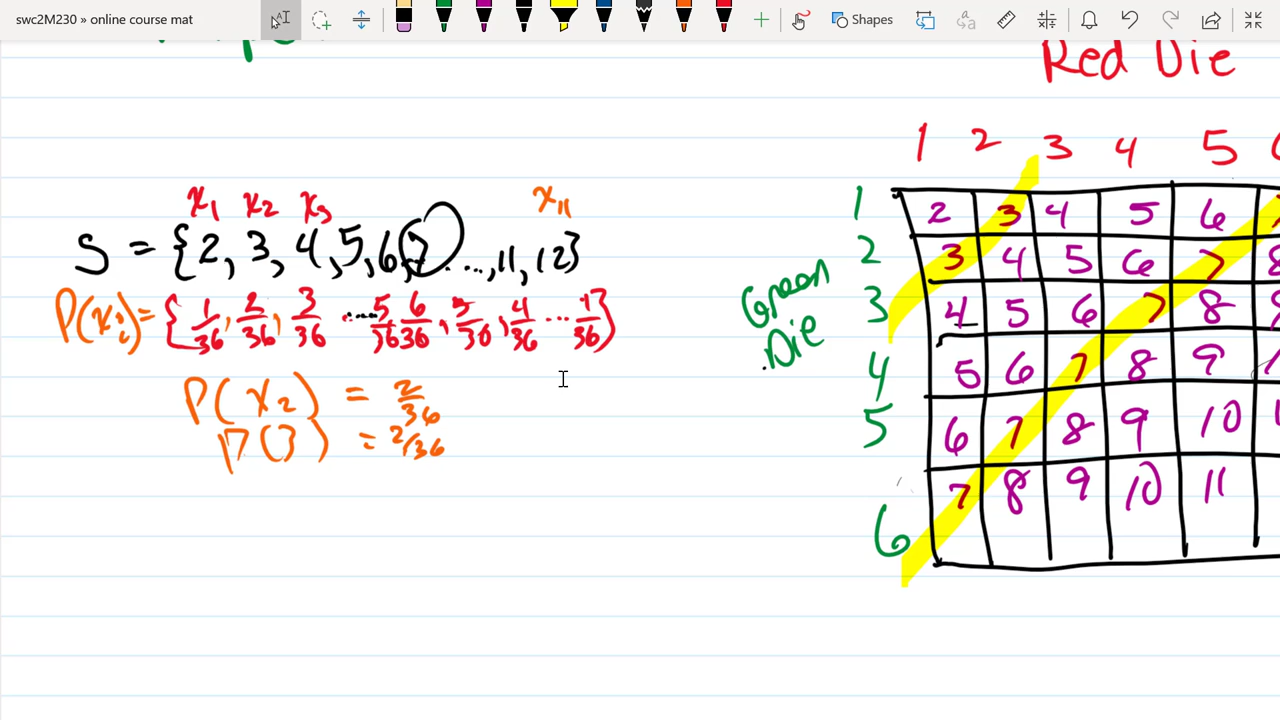 swc2M230 » online course mat
Shapes
Red Die
1 2 3 4 5
x₁ x₂ x₃ x₁₁
S = {2, 3, 4, 5, 6, 7 ..., 11, 12}
P(xᵢ) = { 1/36, 2/36, 3/36 ... 5/36 6/36, 5/36, 4/36 ... 1/36 }
P(x₂) = 2/36
P(3) = 2/36
Green
Die
1 2 3 4 5 6
2 3 4 5 6
3 4 5 6 7 8
4 5 6 7 8 8
5 6 7 8 9
6 7 8 9 10
7 8 9 10 11